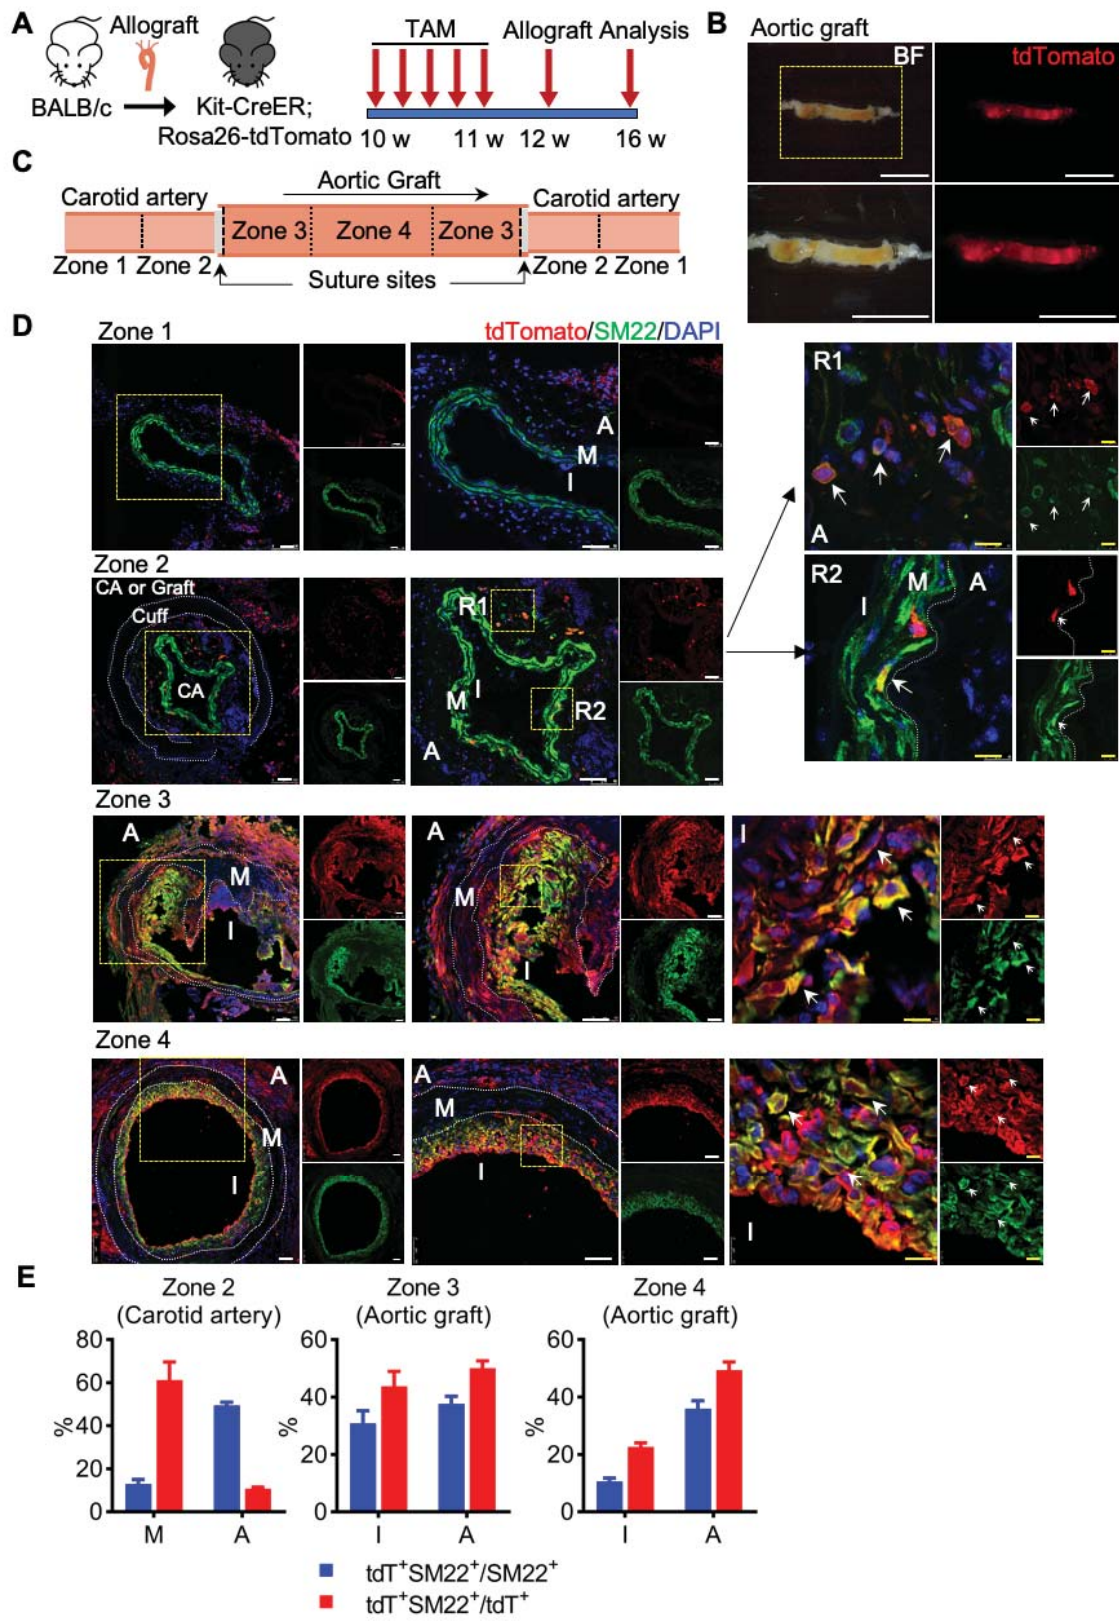 A
Allograft
BALB/c
Kit-CreER;
Rosa26-tdTomato
TAM
Allograft Analysis
10 w
11 w
12 w
16 w
B
Aortic graft
BF
tdTomato
C
Aortic Graft
Carotid artery
Carotid artery
Zone 3
Zone 4
Zone 3
Zone 1
Zone 2
Zone 2
Zone 1
Suture sites
D
Zone 1
tdTomato/SM22/DAPI
A
M
I
R1
A
Zone 2
CA or Graft
Cuff
CA
R1
I
M
R2
A
R2
M
A
I
Zone 3
A
M
I
A
M
I
I
Zone 4
A
M
I
A
M
I
I
E
Zone 2
(Carotid artery)
Zone 3
(Aortic graft)
Zone 4
(Aortic graft)
80
60
40
20
0
%
M
A
60
40
20
0
%
I
A
60
40
20
0
%
I
A
tdT⁺SM22⁺/SM22⁺
tdT⁺SM22⁺/tdT⁺